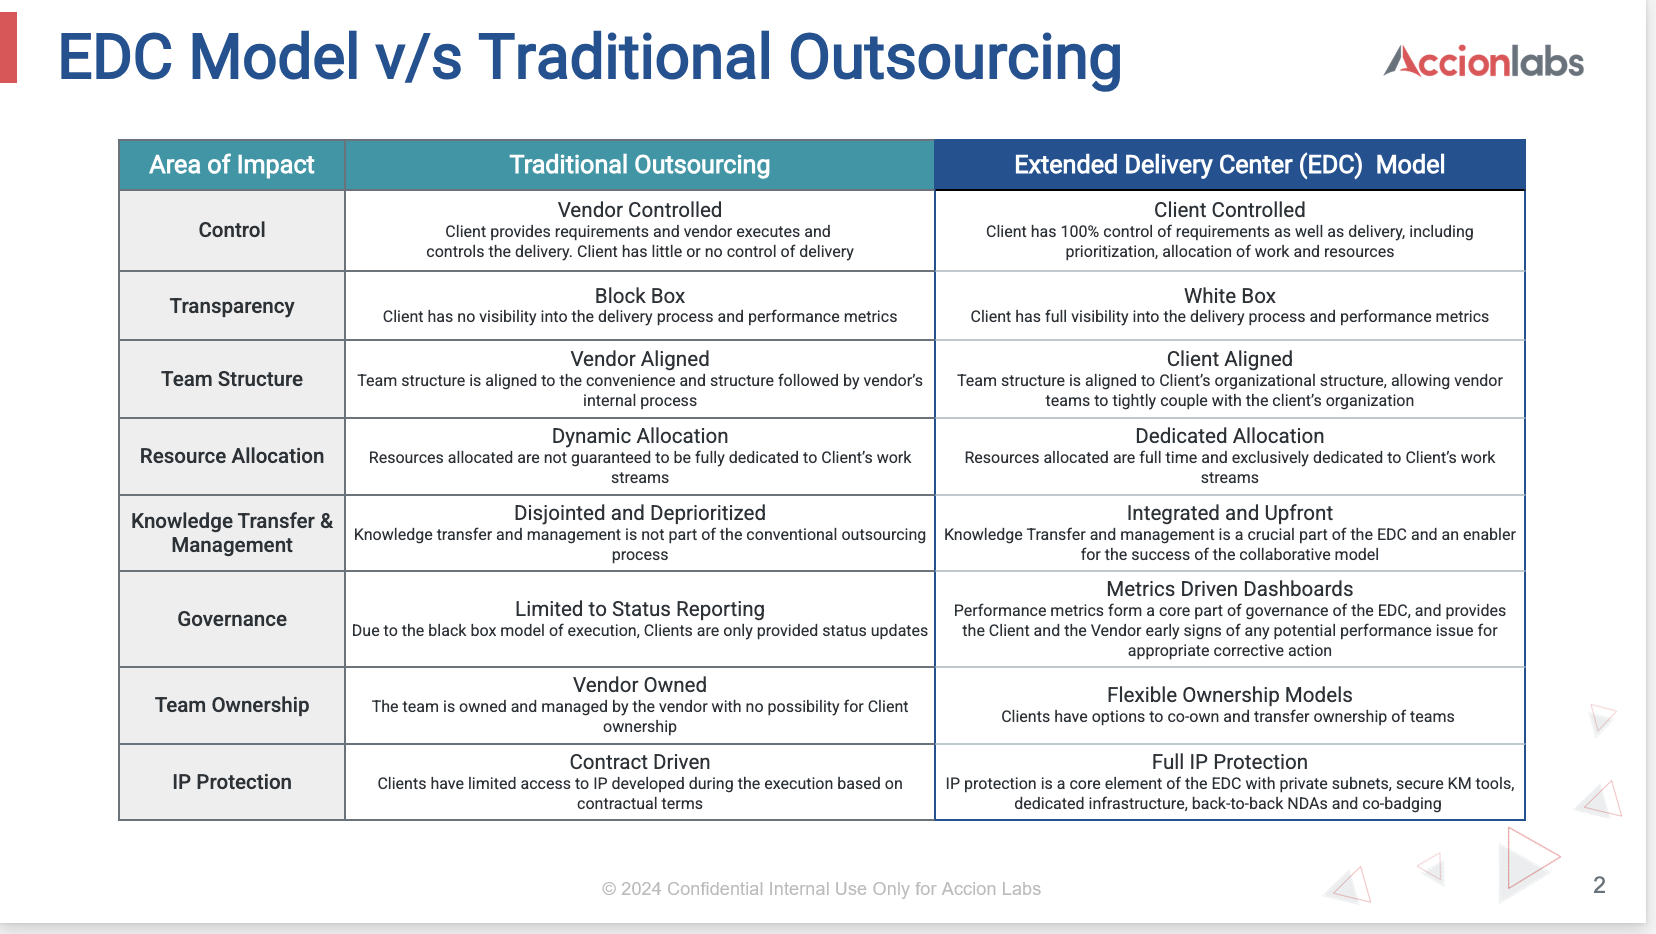 EDC Model v/s Traditional Outsourcing
Accionlabs
Area of Impact
Traditional Outsourcing
Extended Delivery Center (EDC) Model
Control
Vendor Controlled
Client provides requirements and vendor executes and
controls the delivery. Client has little or no control of delivery
Client Controlled
Client has 100% control of requirements as well as delivery, including
prioritization, allocation of work and resources
Transparency
Block Box
Client has no visibility into the delivery process and performance metrics
White Box
Client has full visibility into the delivery process and performance metrics
Team Structure
Vendor Aligned
Team structure is aligned to the convenience and structure followed by vendor’s
internal process
Client Aligned
Team structure is aligned to Client’s organizational structure, allowing vendor
teams to tightly couple with the client’s organization
Resource Allocation
Dynamic Allocation
Resources allocated are not guaranteed to be fully dedicated to Client’s work
streams
Dedicated Allocation
Resources allocated are full time and exclusively dedicated to Client’s work
streams
Knowledge Transfer &
Management
Disjointed and Deprioritized
Knowledge transfer and management is not part of the conventional outsourcing
process
Integrated and Upfront
Knowledge Transfer and management is a crucial part of the EDC and an enabler
for the success of the collaborative model
Governance
Limited to Status Reporting
Due to the black box model of execution, Clients are only provided status updates
Metrics Driven Dashboards
Performance metrics form a core part of governance of the EDC, and provides
the Client and the Vendor early signs of any potential performance issue for
appropriate corrective action
Team Ownership
Vendor Owned
The team is owned and managed by the vendor with no possibility for Client
ownership
Flexible Ownership Models
Clients have options to co-own and transfer ownership of teams
IP Protection
Contract Driven
Clients have limited access to IP developed during the execution based on
contractual terms
Full IP Protection
IP protection is a core element of the EDC with private subnets, secure KM tools,
dedicated infrastructure, back-to-back NDAs and co-badging
© 2024 Confidential Internal Use Only for Accion Labs
2